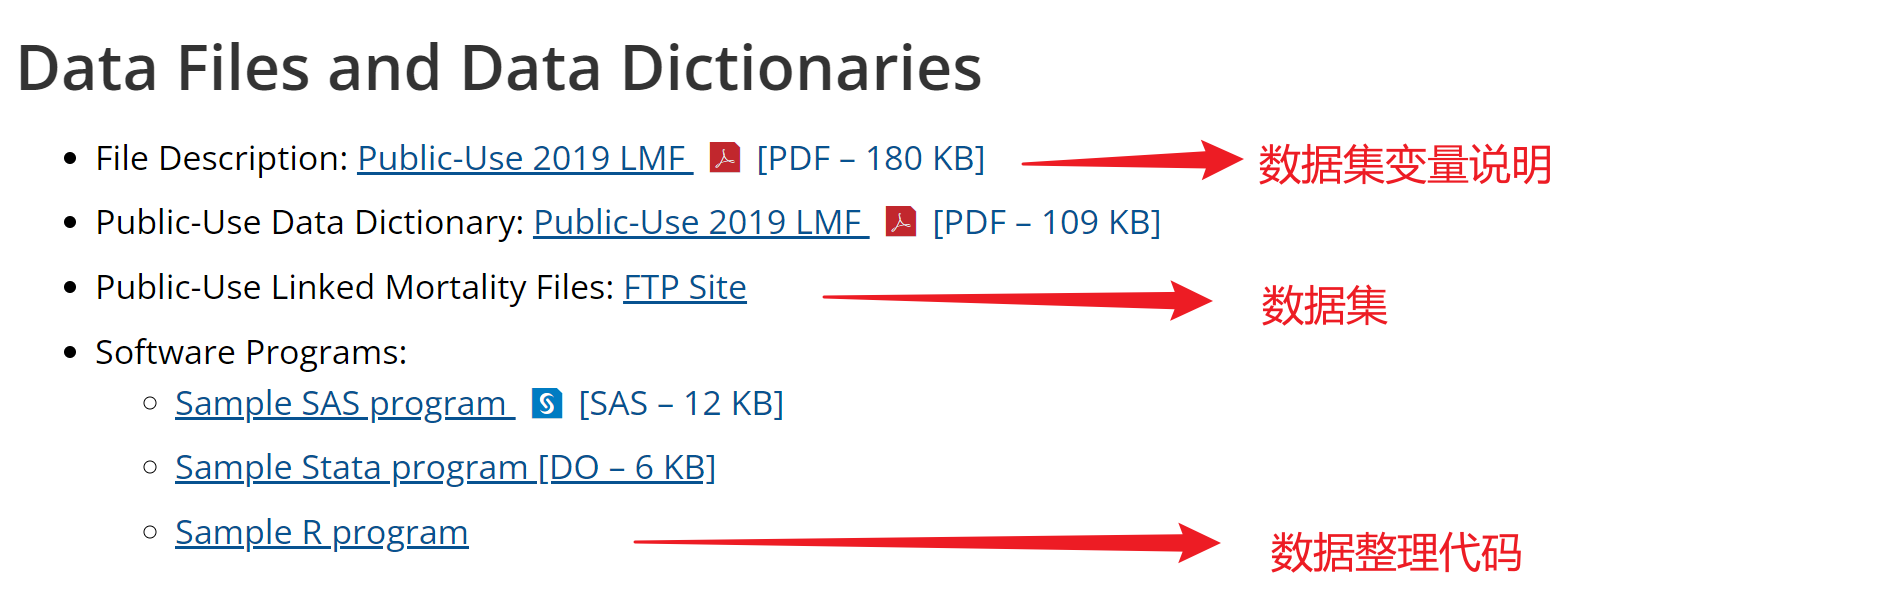 Data Files and Data Dictionaries
File Description: Public-Use 2019 LMF [PDF – 180 KB] 数据集变量说明
Public-Use Data Dictionary: Public-Use 2019 LMF [PDF – 109 KB]
Public-Use Linked Mortality Files: FTP Site 数据集
Software Programs:
Sample SAS program [SAS – 12 KB]
Sample Stata program [DO – 6 KB]
Sample R program 数据整理代码